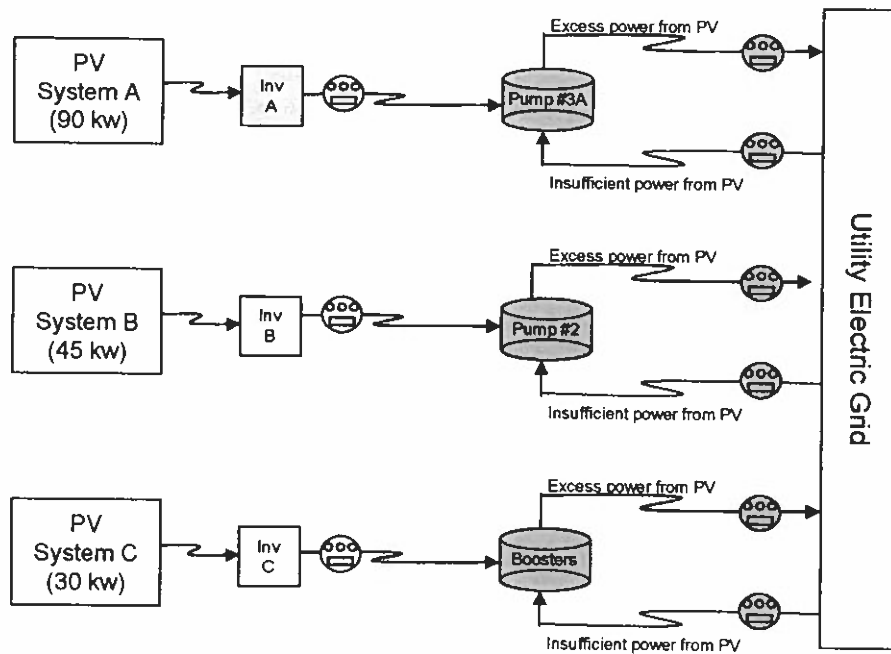 Excess power from PV
PV
System A
(90 kw)
Inv
A
Pump #3A
Insufficient power from PV
Excess power from PV
PV
System B
(45 kw)
Inv
B
Pump #2
Insufficient power from PV
Excess power from PV
PV
System C
(30 kw)
Inv
C
Boosters
Insufficient power from PV
Utility Electric Grid